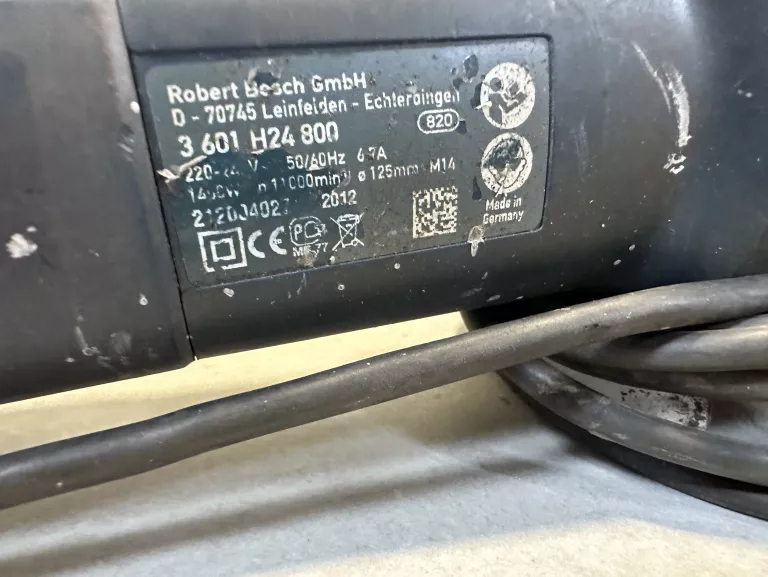 Robert Bosch GmbH
D - 70745 Leinfelden - Echterdingen
3 601 H24 800
820
50/60Hz
11000min ø 125mm M14
2012
Made in
Germany
CE